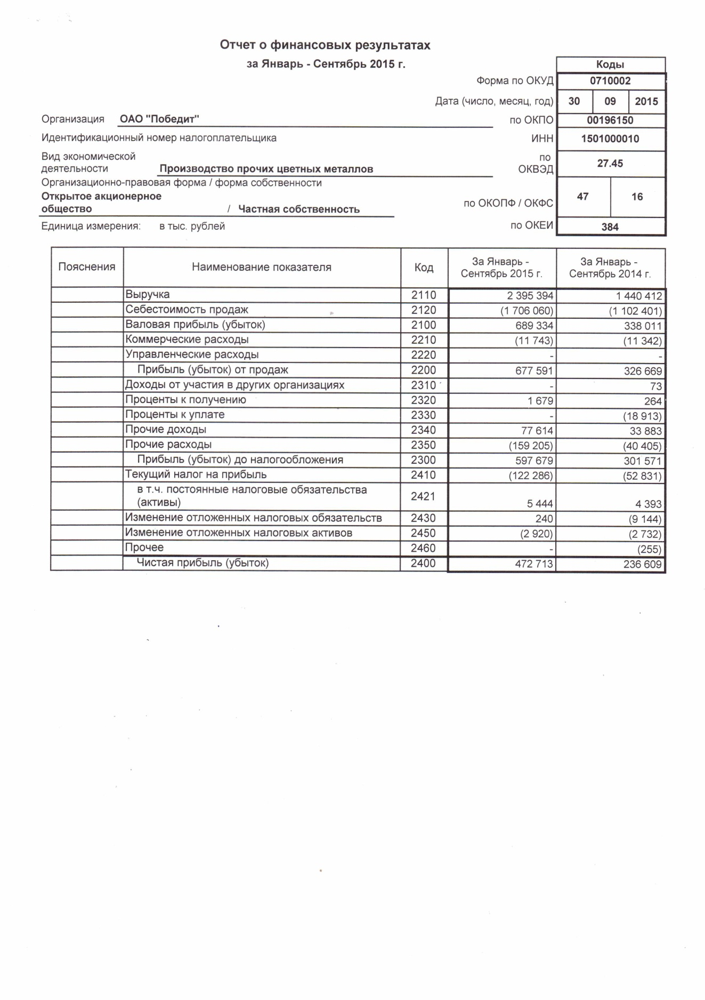 Отчет о финансовых результатах
за Январь - Сентябрь 2015 г.
Коды
Форма по ОКУД 0710002
Дата (число, месяц, год) 30 09 2015
Организация ОАО "Победит" по ОКПО 00196150
Идентификационный номер налогоплательщика ИНН 1501000010
Вид экономической
деятельности Производство прочих цветных металлов
по
ОКВЭД
27.45
Организационно-правовая форма / форма собственности
Открытое акционерное
общество / Частная собственность
по ОКОПФ / ОКФС 47 16
Единица измерения: в тыс. рублей по ОКЕИ 384
Пояснения Наименование показателя Код За Январь - Сентябрь 2015 г. За Январь - Сентябрь 2014 г.
Выручка 2110 2 395 394 1 440 412
Себестоимость продаж 2120 (1 706 060) (1 102 401)
Валовая прибыль (убыток) 2100 689 334 338 011
Коммерческие расходы 2210 (11 743) (11 342)
Управленческие расходы 2220 - -
Прибыль (убыток) от продаж 2200 677 591 326 669
Доходы от участия в других организациях 2310 - 73
Проценты к получению 2320 1 679 264
Проценты к уплате 2330 - (18 913)
Прочие доходы 2340 77 614 33 883
Прочие расходы 2350 (159 205) (40 405)
Прибыль (убыток) до налогообложения 2300 597 679 301 571
Текущий налог на прибыль 2410 (122 286) (52 831)
в т.ч. постоянные налоговые обязательства
(активы) 2421 5 444 4 393
Изменение отложенных налоговых обязательств 2430 240 (9 144)
Изменение отложенных налоговых активов 2450 (2 920) (2 732)
Прочее 2460 - (255)
Чистая прибыль (убыток) 2400 472 713 236 609